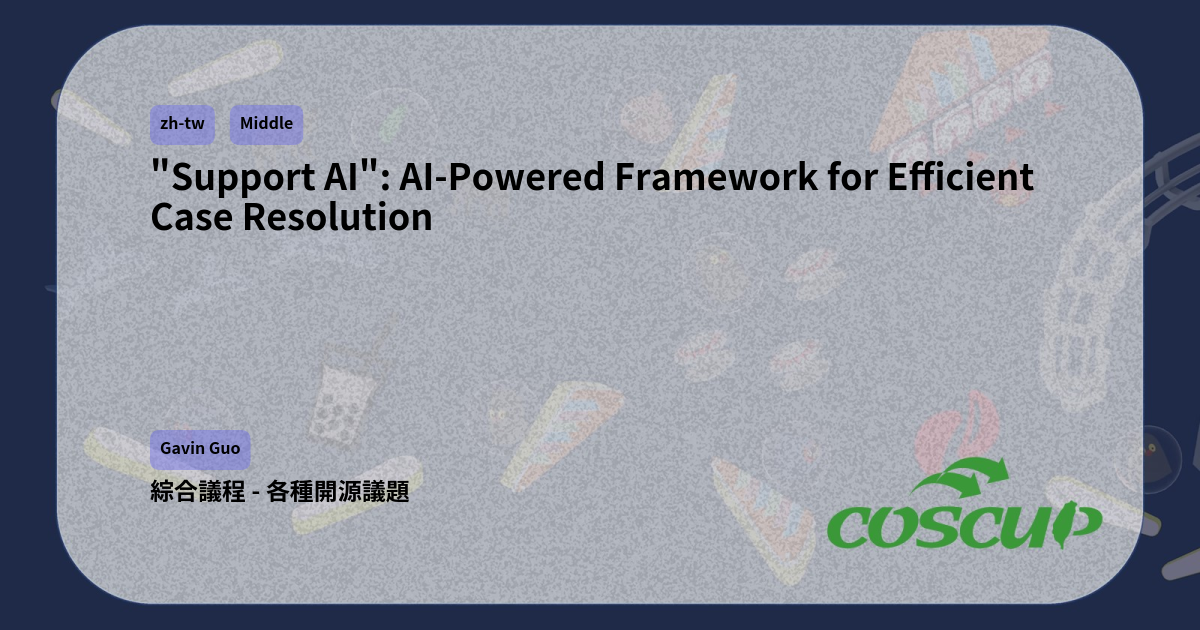 zh-tw Middle
"Support AI": AI-Powered Framework for Efficient
Case Resolution
Gavin Guo
綜合議程 - 各種開源議題
COSCUP